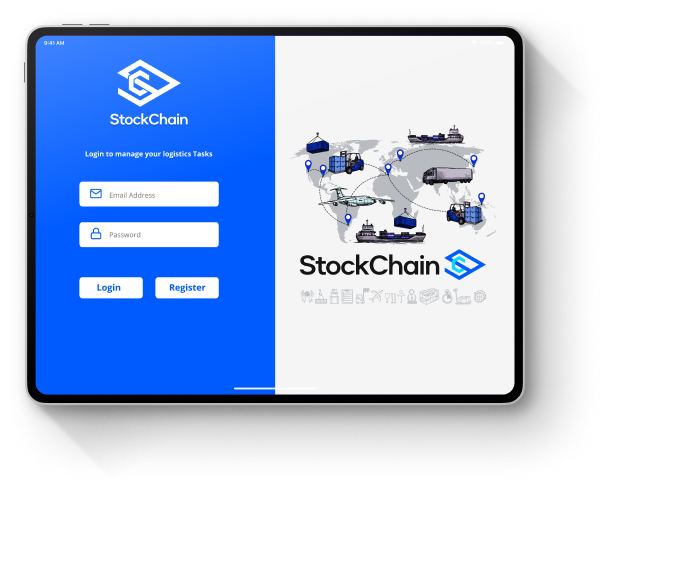 9:41 AM
StockChain
Login to manage your logistics Tasks
Email Address
Password
Login
Register
StockChain